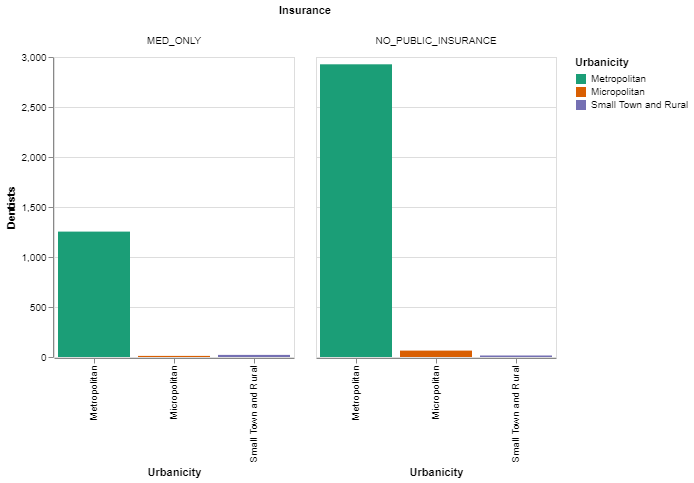 Insurance
MED_ONLY
NO_PUBLIC_INSURANCE
Dentists
3,000
2,500
2,000
1,500
1,000
500
0
Metropolitan
Micropolitan
Small Town and Rural
Urbanicity
Metropolitan
Micropolitan
Small Town and Rural
Urbanicity
Urbanicity
Metropolitan
Micropolitan
Small Town and Rural